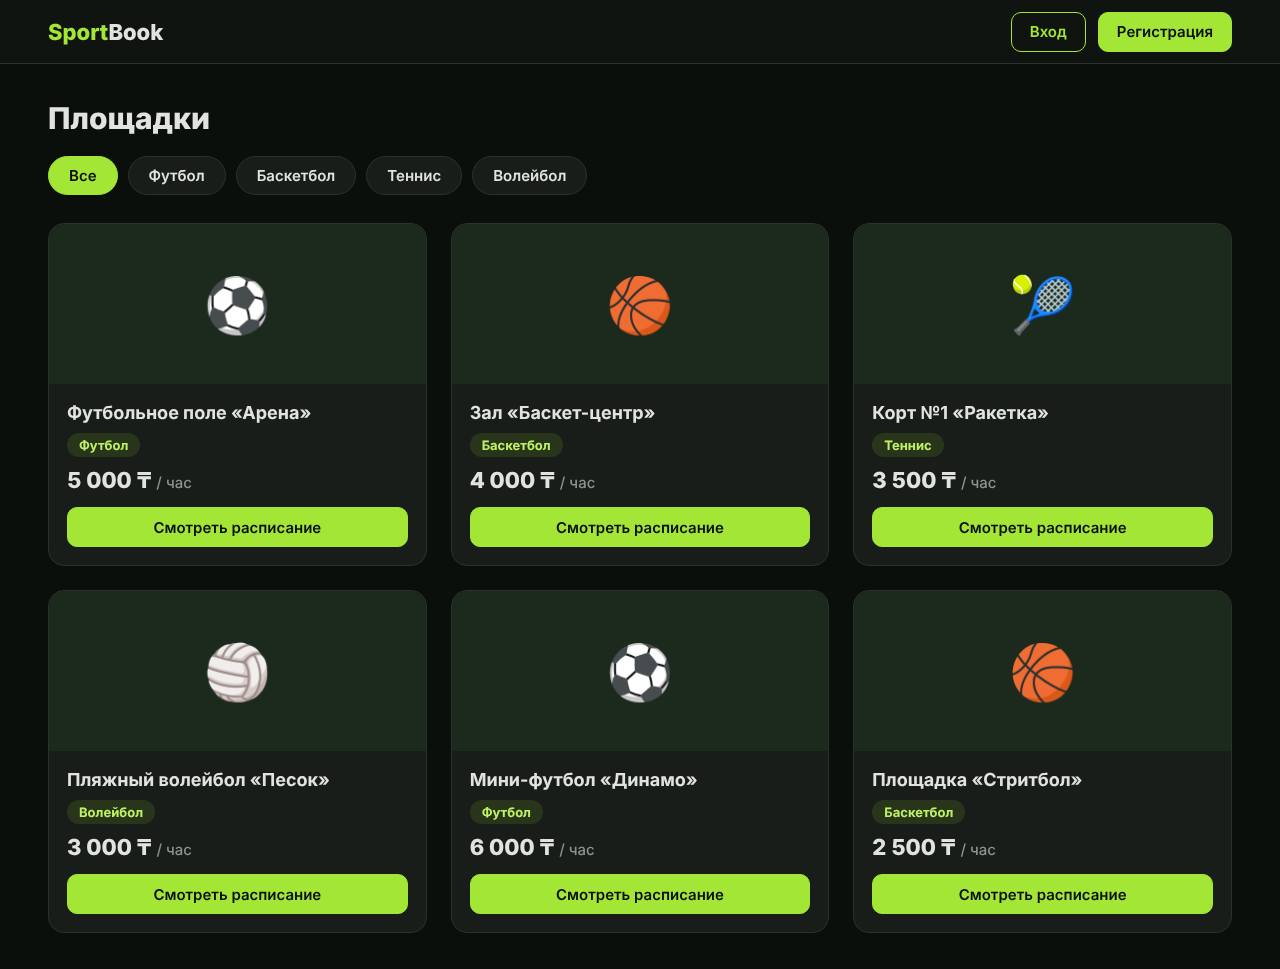 SportBook
Вход
Регистрация
Площадки
Все
Футбол
Баскетбол
Теннис
Волейбол
Футбольное поле «Арена»
Футбол
5 000 ₸ / час
Смотреть расписание
Зал «Баскет-центр»
Баскетбол
4 000 ₸ / час
Смотреть расписание
Корт №1 «Ракетка»
Теннис
3 500 ₸ / час
Смотреть расписание
Пляжный волейбол «Песок»
Волейбол
3 000 ₸ / час
Смотреть расписание
Мини-футбол «Динамо»
Футбол
6 000 ₸ / час
Смотреть расписание
Площадка «Стритбол»
Баскетбол
2 500 ₸ / час
Смотреть расписание